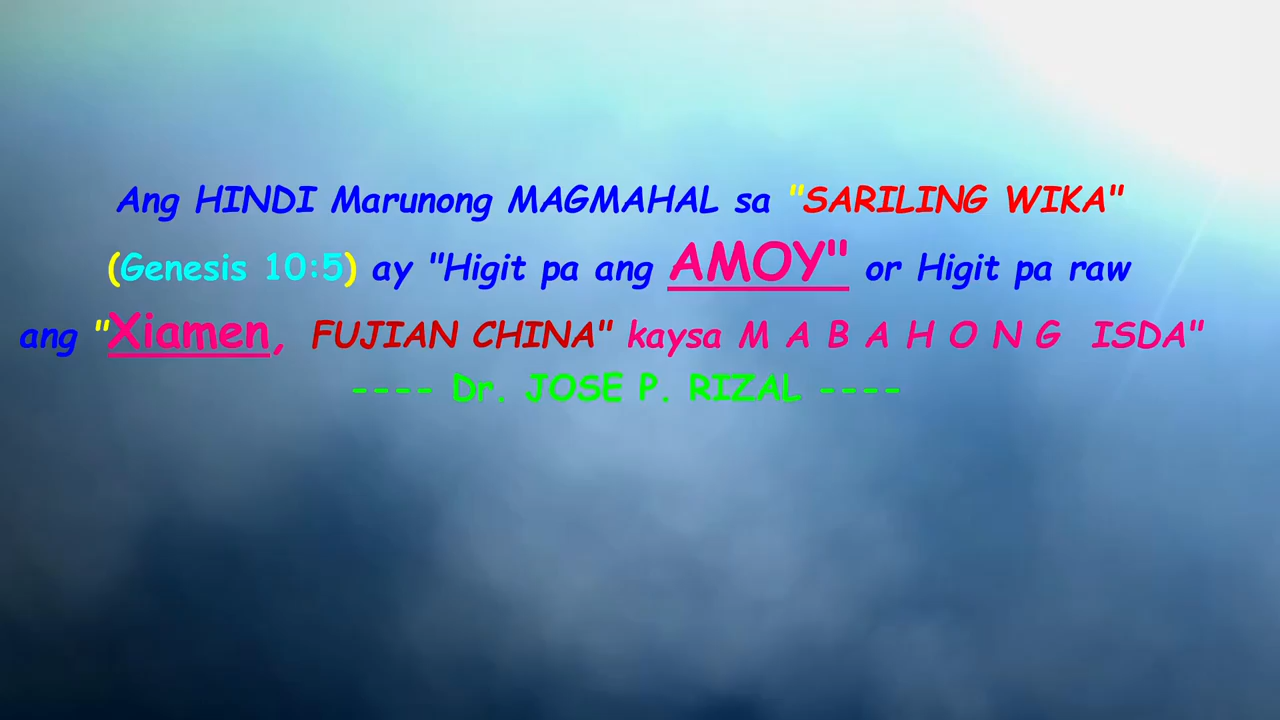 Ang HINDI Marunong MAGMAHAL sa "SARILING WIKA"
(Genesis 10:5) ay "Higit pa ang AMOY" or Higit pa raw
ang "Xiamen, FUJIAN CHINA" kaysa M A B A H O N G ISDA"
---- Dr. JOSE P. RIZAL ----